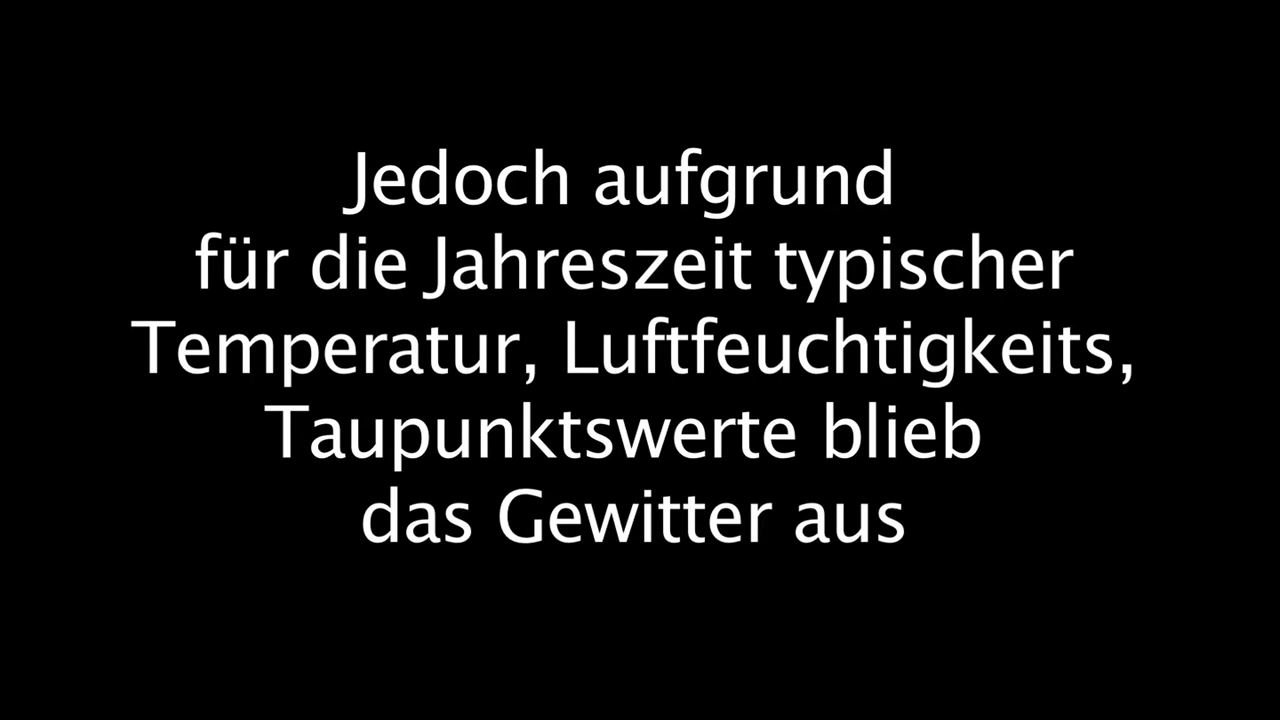 Jedoch aufgrund
für die Jahreszeit typischer
Temperatur, Luftfeuchtigkeits,
Taupunktswerte blieb
das Gewitter aus